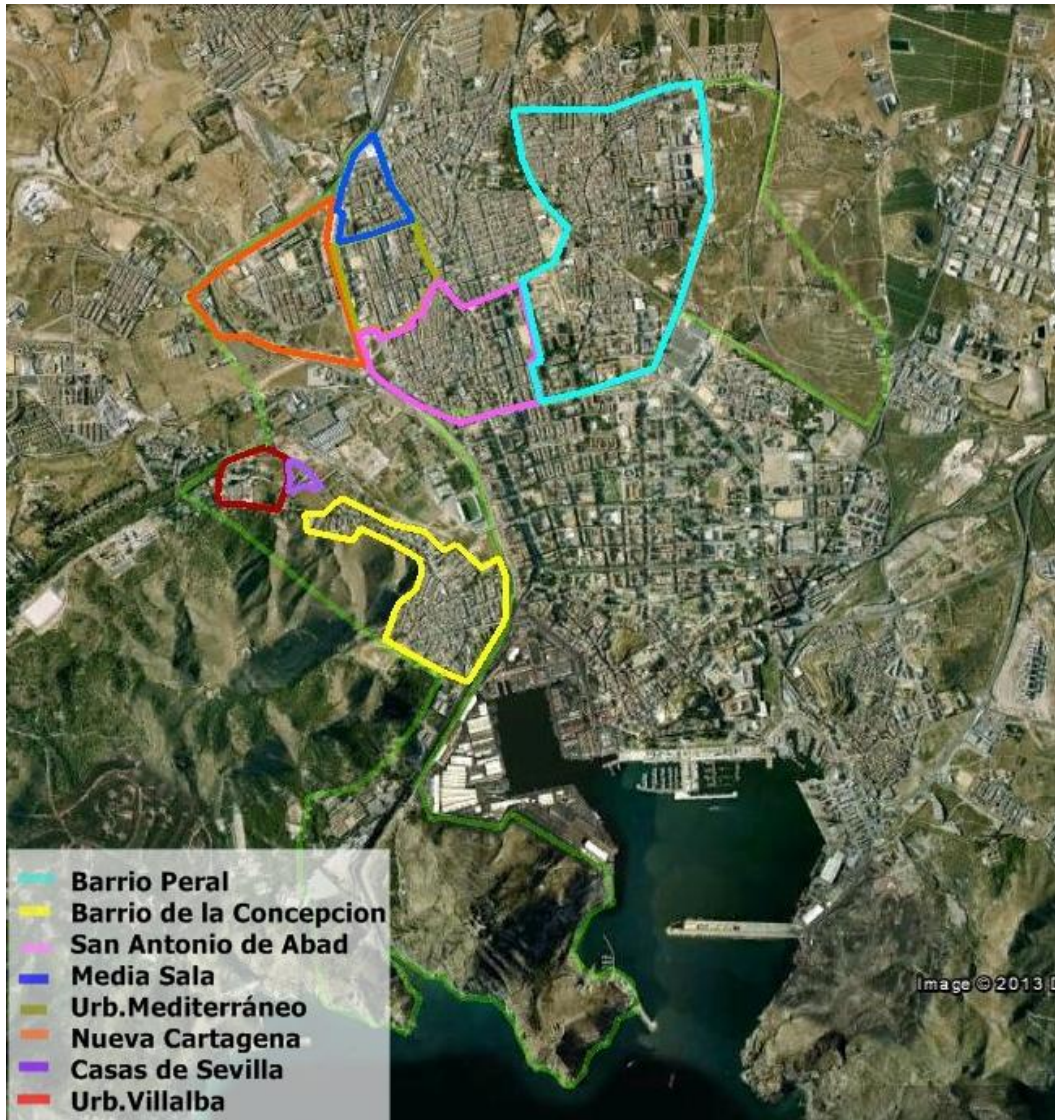 Barrio Peral
Barrio de la Concepcion
San Antonio de Abad
Media Sala
Urb.Mediterráneo
Nueva Cartagena
Casas de Sevilla
Urb.Villalba
Image © 2013